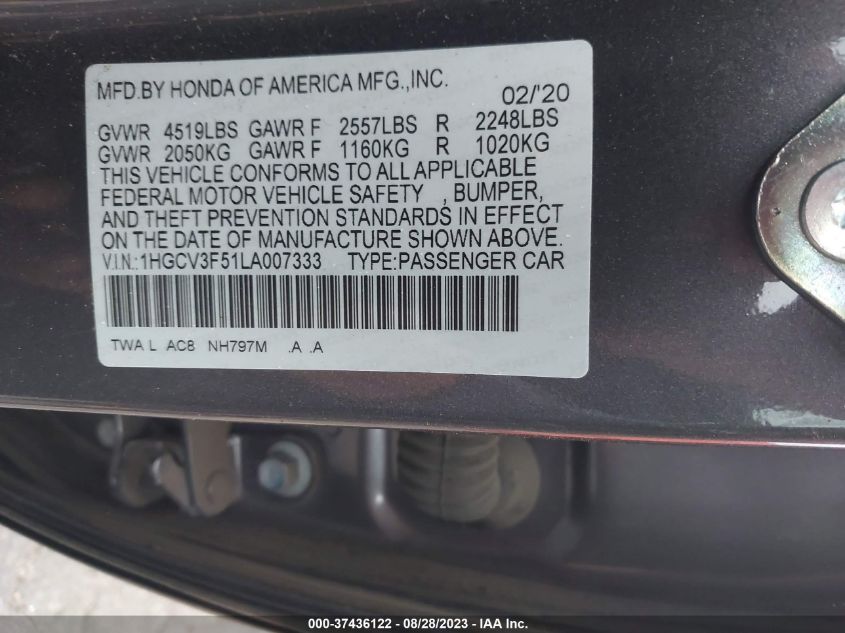 MFD.BY HONDA OF AMERICA MFG.,INC.
02/'20
GVWR 4519LBS GAWR F 2557LBS R 2248LBS
GVWR 2050KG GAWR F 1160KG R 1020KG
THIS VEHICLE CONFORMS TO ALL APPLICABLE
FEDERAL MOTOR VEHICLE SAFETY , BUMPER,
AND THEFT PREVENTION STANDARDS IN EFFECT
ON THE DATE OF MANUFACTURE SHOWN ABOVE.
V.I.N.:1HGCV3F51LA007333 TYPE:PASSENGER CAR
TWA L AC8 NH797M .A .A
000-37436122 - 08/28/2023 - IAA Inc.